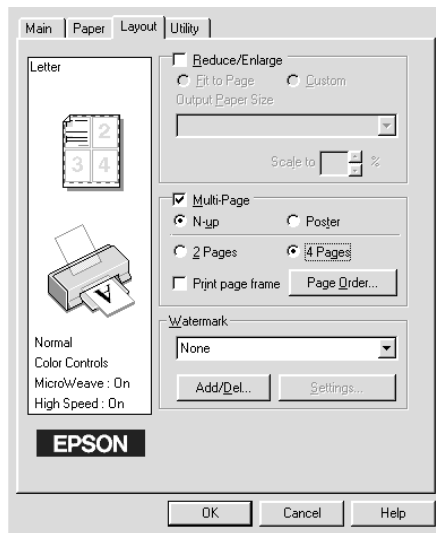 Main Paper Layout Utility
Letter
2
3 4
A
Normal
Color Controls
MicroWeave : On
High Speed : On
EPSON
Reduce/Enlarge
Fit to Page Custom
Output Paper Size
Scale to %
Multi-Page
N-up Poster
2 Pages 4 Pages
Print page frame Page Order...
Watermark
None
Add/Del... Settings...
OK Cancel Help